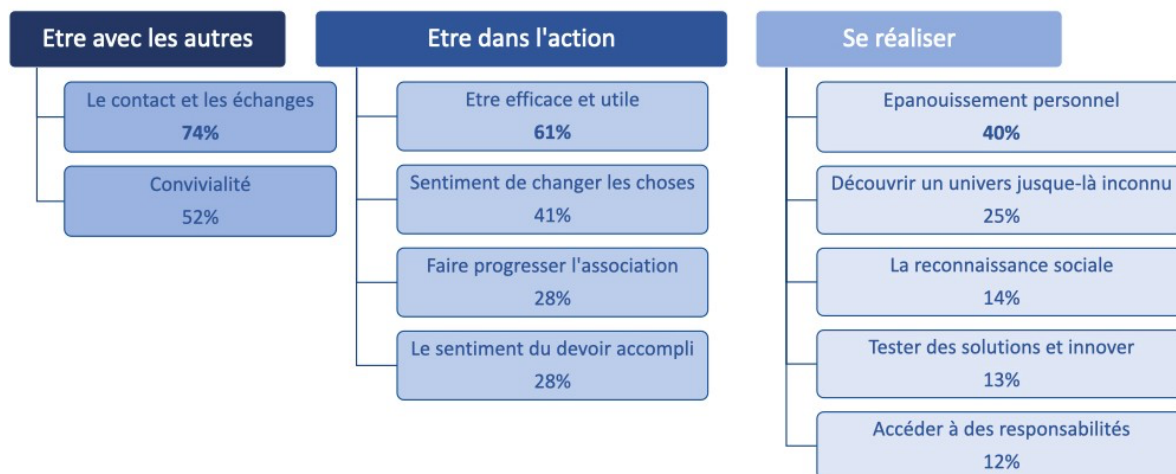 Etre avec les autres
Le contact et les échanges
74%
Convivialité
52%
Etre dans l'action
Etre efficace et utile
61%
Sentiment de changer les choses
41%
Faire progresser l'association
28%
Le sentiment du devoir accompli
28%
Se réaliser
Epanouissement personnel
40%
Découvrir un univers jusque-là inconnu
25%
La reconnaissance sociale
14%
Tester des solutions et innover
13%
Accéder à des responsabilités
12%